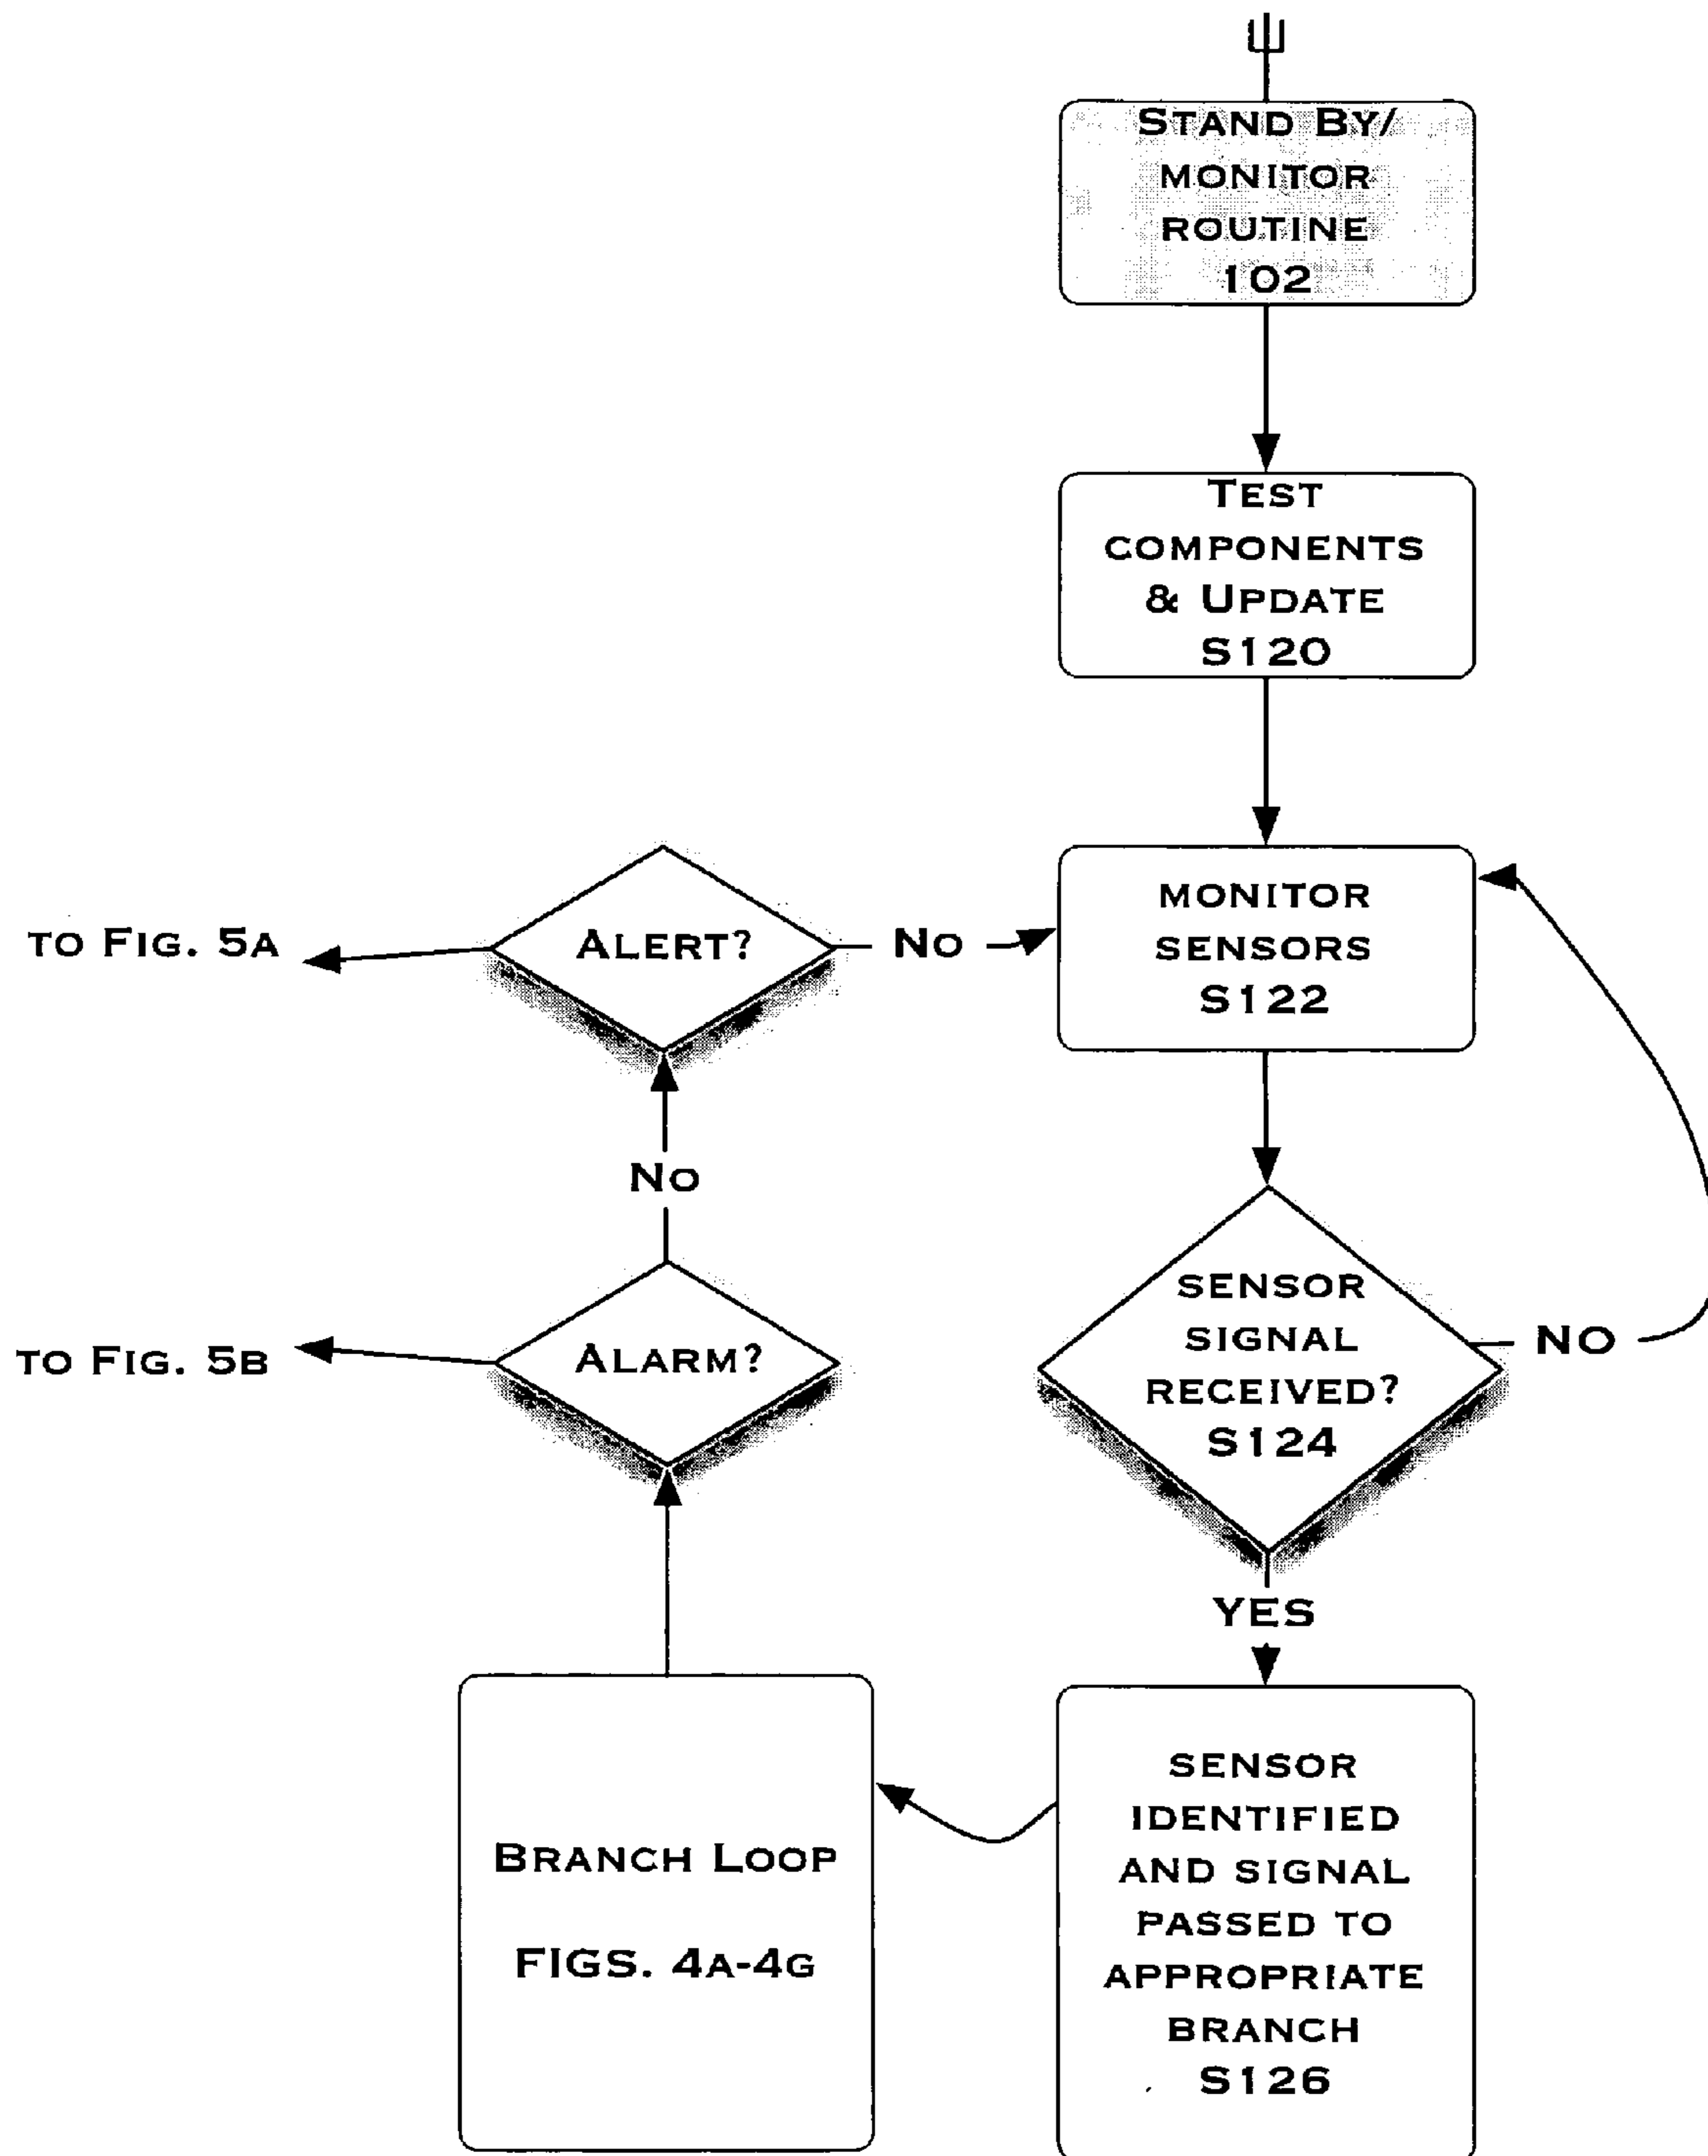 STAND BY/
MONITOR
ROUTINE
102
TEST
COMPONENTS
& UPDATE
S120
MONITOR
SENSORS
S122
ALERT?
NO
TO FIG. 5A
NO
SENSOR
SIGNAL
RECEIVED?
S124
NO
ALARM?
TO FIG. 5B
YES
SENSOR
IDENTIFIED
AND SIGNAL
PASSED TO
APPROPRIATE
BRANCH
S126
BRANCH LOOP
FIGS. 4A-4G